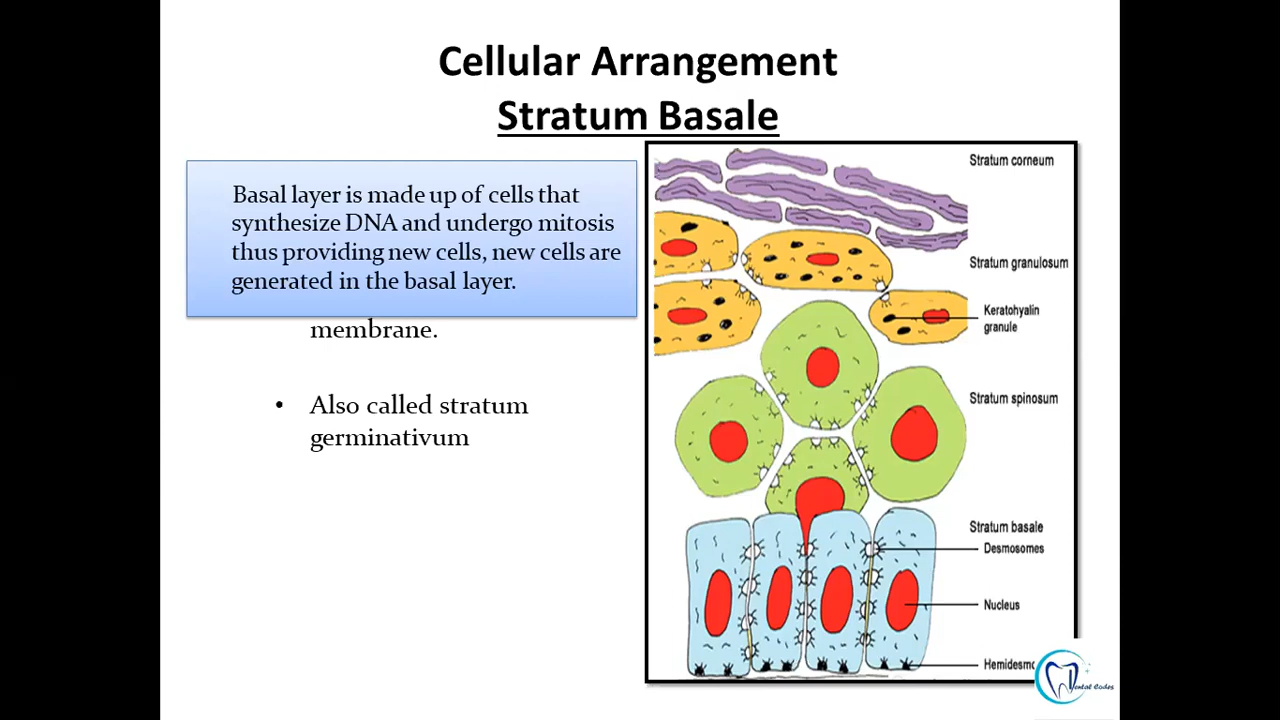 Cellular Arrangement
Stratum Basale
Basal layer is made up of cells that
synthesize DNA and undergo mitosis
thus providing new cells, new cells are
generated in the basal layer.
membrane.
• Also called stratum
germinativum
Stratum corneum
Stratum granulosum
Keratohyalin
granule
Stratum spinosum
Stratum basale
Desmosomes
Nucleus
Hemidesmo
ental Codes